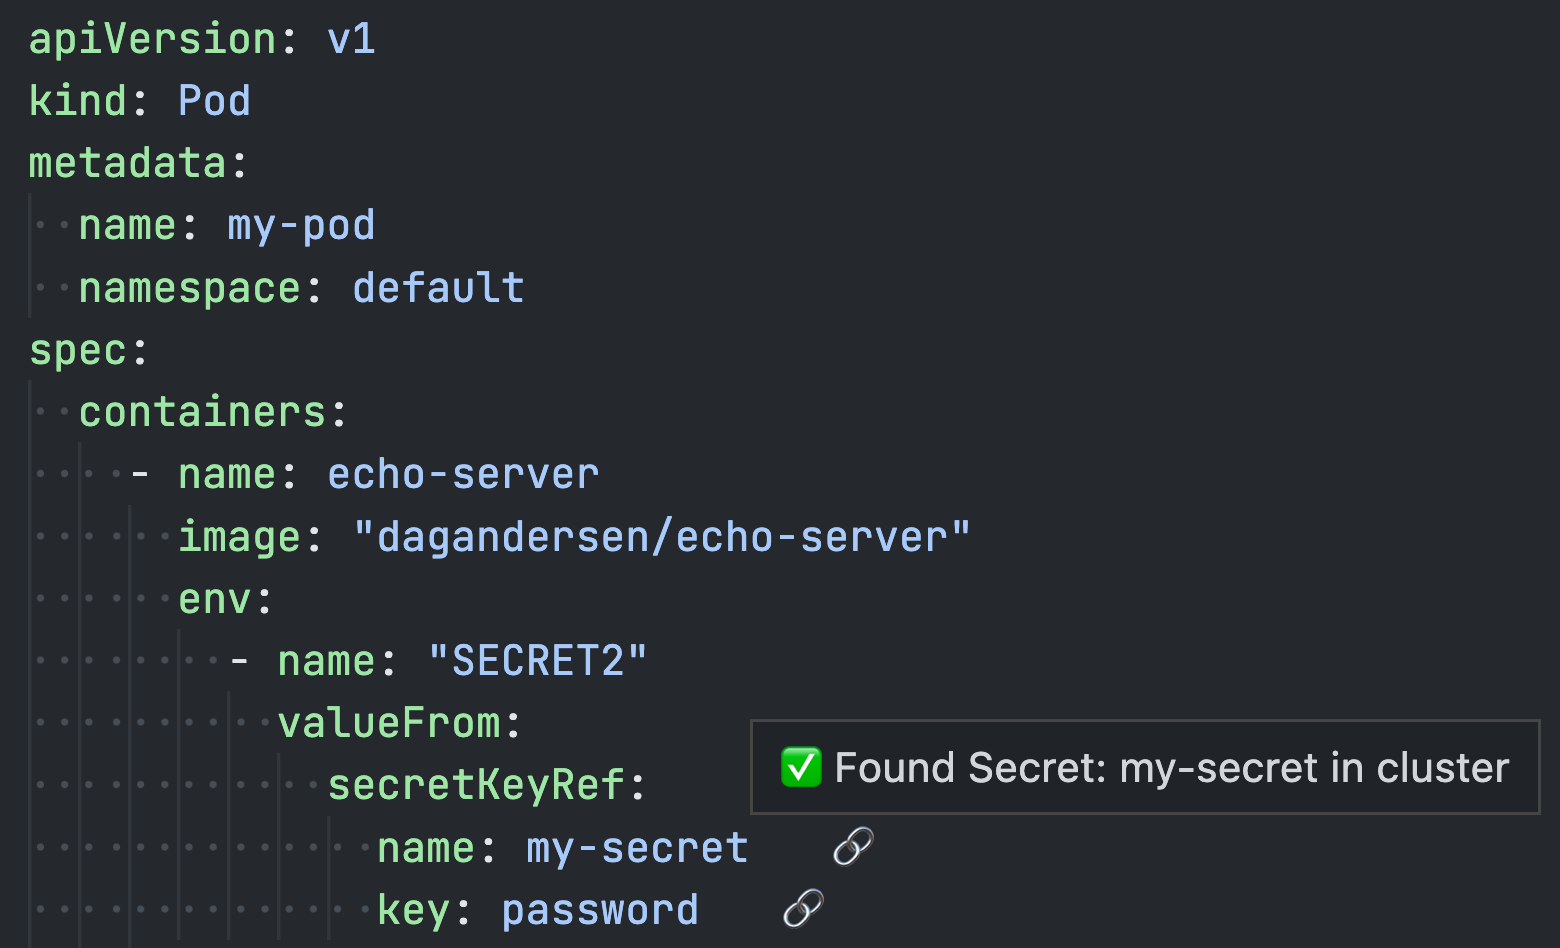 apiVersion: v1
kind: Pod
metadata:
  name: my-pod
  namespace: default
spec:
  containers:
    - name: echo-server
      image: "dagandersen/echo-server"
      env:
        - name: "SECRET2"
          valueFrom:
            secretKeyRef:
✅ Found Secret: my-secret in cluster
              name: my-secret 🔗
              key: password 🔗